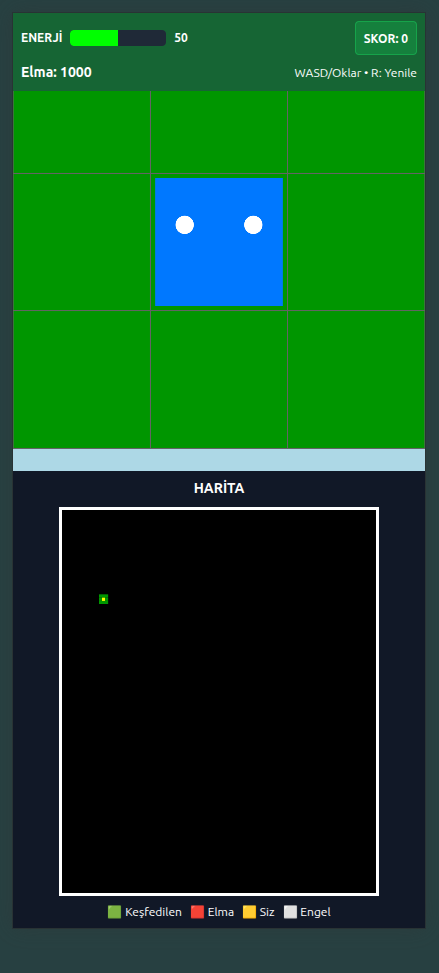 ENERJİ 50 SKOR: 0
Elma: 1000 WASD/Oklar • R: Yenile
HARİTA
Keşfedilen Elma Siz Engel